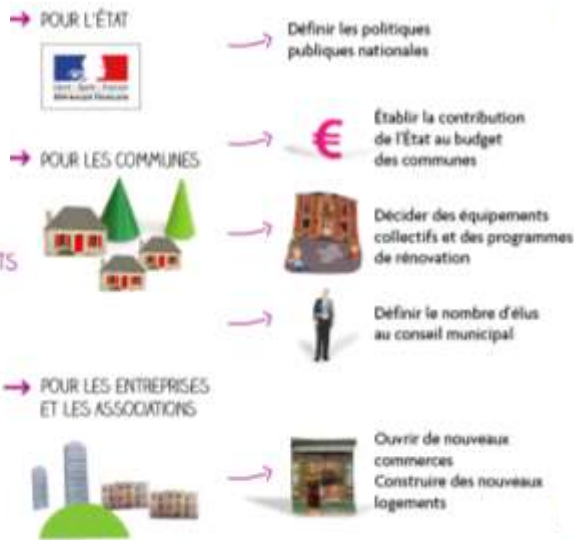 → POUR L'ÉTAT
Définir les politiques
publiques nationales
RÉPUBLIQUE FRANÇAISE
→ POUR LES COMMUNES
€
Établir la contribution
de l'État au budget
des communes
Décider des équipements
collectifs et des programmes
de rénovation
TS
Définir le nombre d'élus
au conseil municipal
→ POUR LES ENTREPRISES
ET LES ASSOCIATIONS
Ouvrir de nouveaux
commerces
Construire des nouveaux
logements